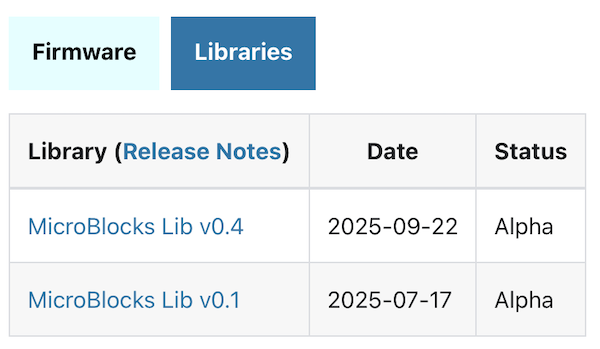 Firmware Libraries
Library (Release Notes) Date Status
MicroBlocks Lib v0.4 2025-09-22 Alpha
MicroBlocks Lib v0.1 2025-07-17 Alpha